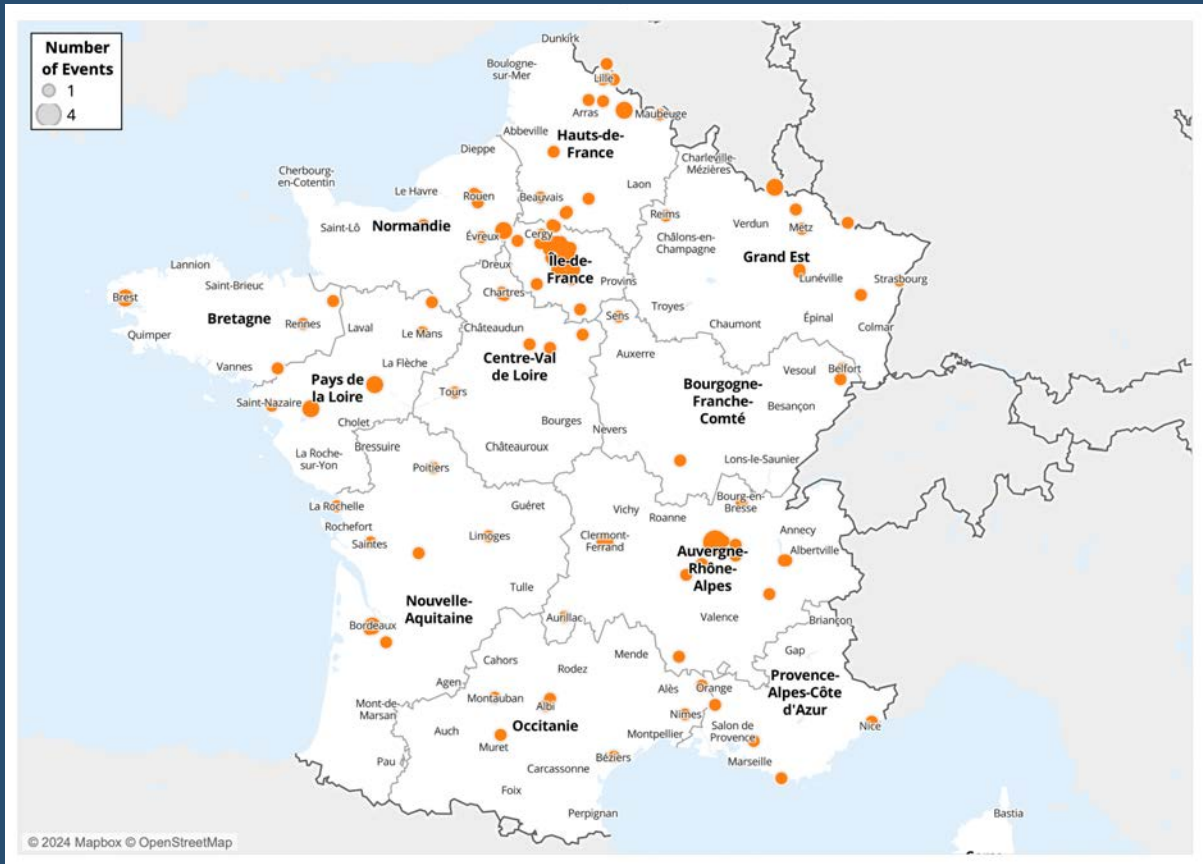 Number
of Events
1
4
Dunkirk
Boulogne-
sur-Mer
Lille
Arras
Maubeuge
Abbeville
Hauts-de-
France
Dieppe
Charleville-
Mézières
Cherbourg-
en-Cotentin
Le Havre
Rouen
Beauvais
Laon
Saint-Lô
Normandie
Reims
Verdun
Metz
Évreux
Cergy
Châlons-en-
Champagne
Île-de-
France
Grand Est
Lannion
Dreux
Provins
Lunéville
Strasbourg
Saint-Brieuc
Brest
Chartres
Troyes
Bretagne
Rennes
Laval
Le Mans
Châteaudun
Sens
Chaumont
Épinal
Colmar
Quimper
Centre-Val
de Loire
Auxerre
Vannes
La Flèche
Vesoul
Belfort
Pays de
la Loire
Bourgogne-
Franche-
Comté
Saint-Nazaire
Tours
Besançon
Cholet
Bourges
Nevers
Bressuire
Châteauroux
La Roche-
sur-Yon
Lons-le-Saunier
Poitiers
La Rochelle
Guéret
Vichy
Roanne
Bourg-en-
Bresse
Rochefort
Saintes
Limoges
Clermont-
Ferrand
Annecy
Albertville
Auvergne-
Rhône-
Alpes
Tulle
Nouvelle-
Aquitaine
Valence
Bordeaux
Aurillac
Briançon
Cahors
Rodez
Mende
Gap
Agen
Provence-
Alpes-Côte
d'Azur
Mont-de-
Marsan
Montauban
Albi
Alès
Orange
Occitanie
Nîmes
Auch
Muret
Montpellier
Salon de
Provence
Nice
Pau
Béziers
Marseille
Carcassonne
Foix
Perpignan
Bastia
© 2024 Mapbox © OpenStreetMap